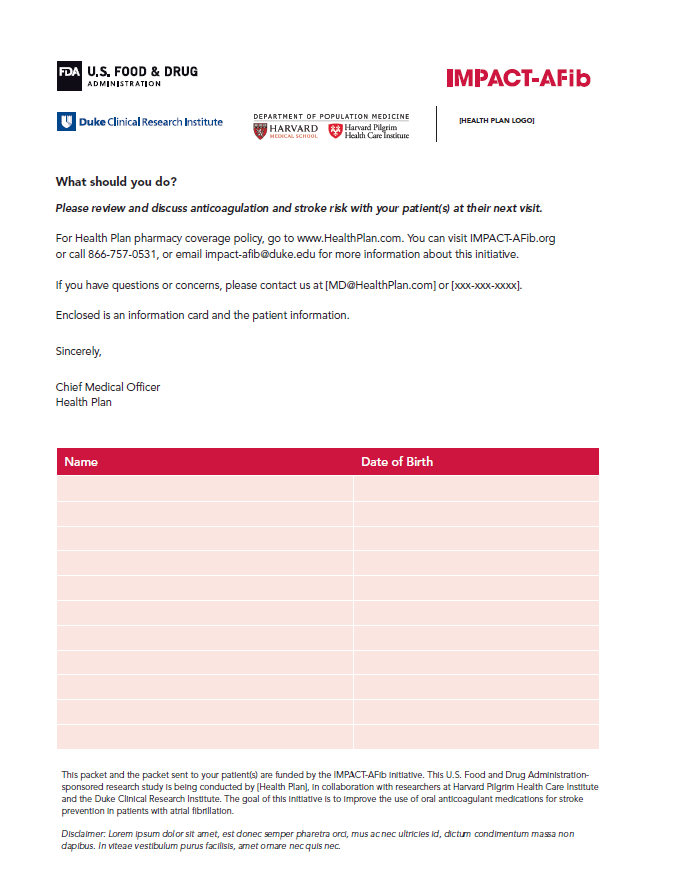 FDA U.S. FOOD & DRUG
ADMINISTRATION
IMPACT-AFib
Duke Clinical Research Institute
DEPARTMENT OF POPULATION MEDICINE
HARVARD
MEDICAL SCHOOL
Harvard Pilgrim
Health Care Institute
[HEALTH PLAN LOGO]
What should you do?
Please review and discuss anticoagulation and stroke risk with your patient(s) at their next visit.
For Health Plan pharmacy coverage policy, go to www.HealthPlan.com. You can visit IMPACT-AFib.org
or call 866-757-0531, or email impact-afib@duke.edu for more information about this initiative.
If you have questions or concerns, please contact us at [MD@HealthPlan.com] or [xxx-xxx-xxxx].
Enclosed is an information card and the patient information.
Sincerely,
Chief Medical Officer
Health Plan
Name Date of Birth
This packet and the packet sent to your patient(s) are funded by the IMPACT-AFib initiative. This U.S. Food and Drug Administration-
sponsored research study is being conducted by [Health Plan], in collaboration with researchers at Harvard Pilgrim Health Care Institute
and the Duke Clinical Research Institute. The goal of this initiative is to improve the use of oral anticoagulant medications for stroke
prevention in patients with atrial fibrillation.
Disclaimer: Lorem ipsum dolor sit amet, est donec semper pharetra orci, mus ac nec ultricies id, dictum condimentum massa non
dapibus. In viteae vestibulum purus facilisis, amet ornare nec quis nec.